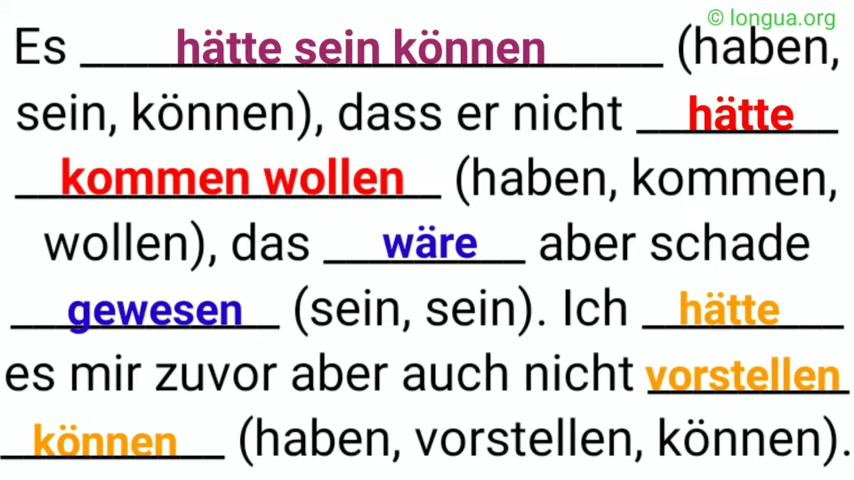 © longua.org
Es hätte sein können (haben,
sein, können), dass er nicht hätte
kommen wollen (haben, kommen,
wollen), das wäre aber schade
gewesen (sein, sein). Ich hätte
es mir zuvor aber auch nicht vorstellen
können (haben, vorstellen, können).